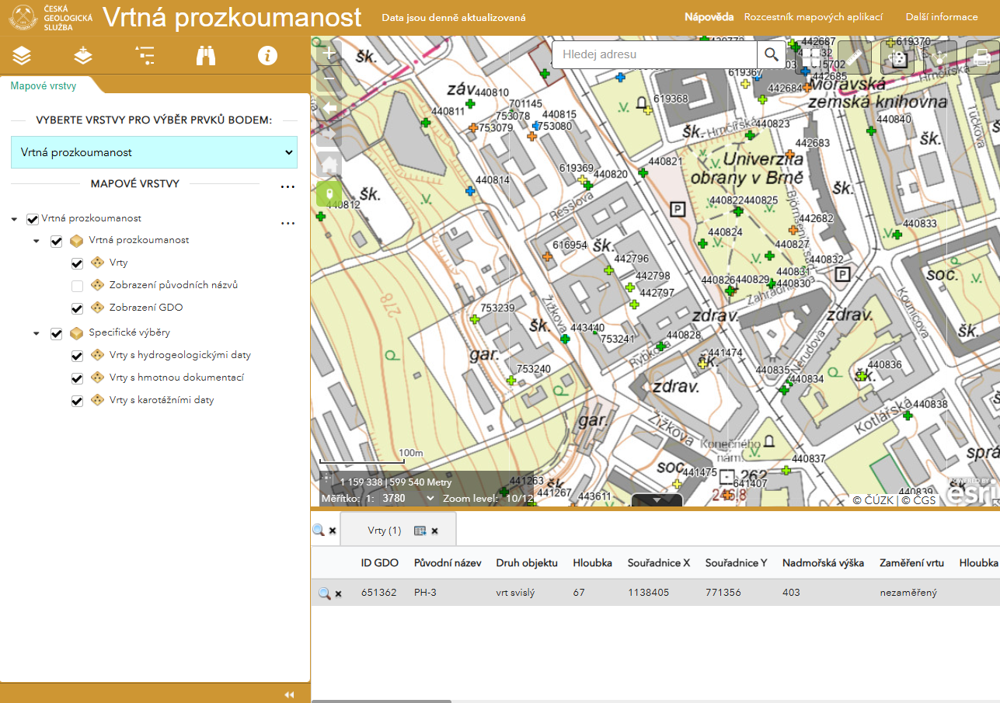 ČESKÁ
GEOLOGICKÁ
SLUŽBA
Vrtná prozkoumanost
Data jsou denně aktualizovaná
Nápověda
Rozcestník mapových aplikací
Další informace
Mapové vrstvy
VYBERTE VRSTVY PRO VÝBĚR PRVKŮ BODEM:
Vrtná prozkoumanost
MAPOVÉ VRSTVY
...
Vrtná prozkoumanost
...
Vrtná prozkoumanost
Vrty
Zobrazení původních názvů
Zobrazení GDO
Specifické výběry
Vrty s hydrogeologickými daty
Vrty s hmotnou dokumentací
Vrty s karotážními daty
Hledej adresu
442687
619370
šk.
619367
442685
442684
Moravská
zemská knihovna
Hrnčířská
záv.
440810
701145
440811
753078
440815
753079
753080
619368
šk.
Hrnčířská
440823
440840
Tučkova
šk.
442683
440821
Univerzita
obrany v Brně
619369
440820
440814
šk.
440812
Resslova
P
šk.
440822
440825
442682
440833
440824
440827
616954
šk.
442796
440832
442798
440831
P
soc.
442797
440826
440829
440830
278
753239
Žižkova
zdrav.
zdrav.
Kounicova
šk.
443440
šk.
753241
440828
Rybkova
gar.
441474
šk.
Nerudova
753240
440835
440836
440834
šk.
zdrav.
440838
Kotlářská
gar.
Žižkova
Konečného
nám.
100m
440837
soc.
441475
262
641407
1 159 338 | 599 540 Metry
441263
šk.
441267
443611
440839
Měřítko: 1:
3780
Zoom level:
10/12
© ČÚZK | © ČGS
POWERED BY
esri
Vrty (1)
ID GDO
Původní název
Druh objektu
Hloubka
Souřadnice X
Souřadnice Y
Nadmořská výška
Zaměření vrtu
Hloubka
651362
PH-3
vrt svislý
67
1138405
771356
403
nezaměřený